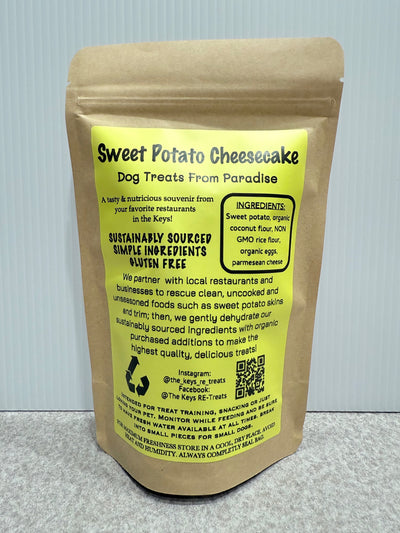 Sweet Potato Cheesecake
Dog Treats From Paradise
A tasty & nutricious souvenir from
your favorite restaurants
in the Keys!
SUSTAINABLY SOURCED
SIMPLE INGREDIENTS
GLUTEN FREE
INGREDIENTS:
Sweet potato, organic
coconut flour, NON
GMO rice flour,
organic eggs,
parmesean cheese
We partner with local restaurants and
businesses to rescue clean, uncooked and
unseasoned foods such as sweet potato skins
and trim; then, we gently dehydrate our
sustainably sourced ingredients with organic
purchased additions to make the
highest quality, delicious treats!
Instagram:
@the_keys_re_treats
Facebook:
@The Keys RE-Treats
INTENDED FOR TREAT TRAINING, SNACKING OR JUST
YOUR PET. MONITOR WHILE FEEDING AND BE SURE
TO HAVE FRESH WATER AVAILABLE AT ALL TIMES. BREAK
INTO SMALL PIECES FOR SMALL DOGS.
FOR MAXIMUM FRESHNESS STORE IN A COOL, DRY PLACE. AVOID
HEAT AND HUMIDITY. ALWAYS COMPLETLY SEAL BAG.